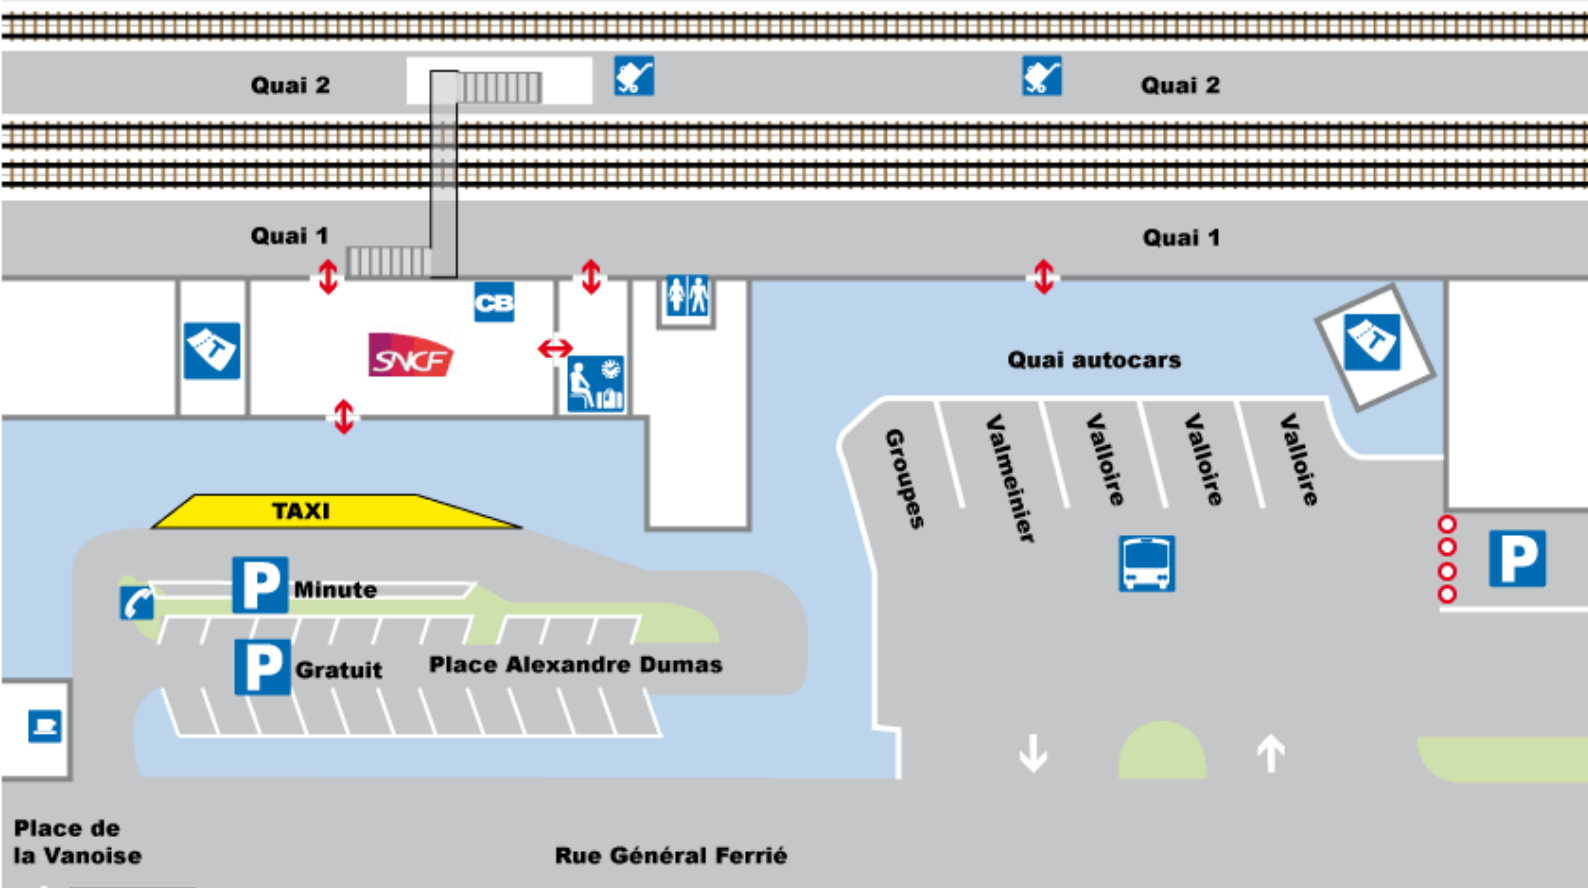 Quai 2
Quai 2
Quai 1
Quai 1
CB
T
SNCF
T
Quai autocars
Groupes
Valmeinier
Valloire
Valloire
Valloire
TAXI
P
Minute
P
P
Gratuit
Place Alexandre Dumas
Place de
la Vanoise
Rue Général Ferrié